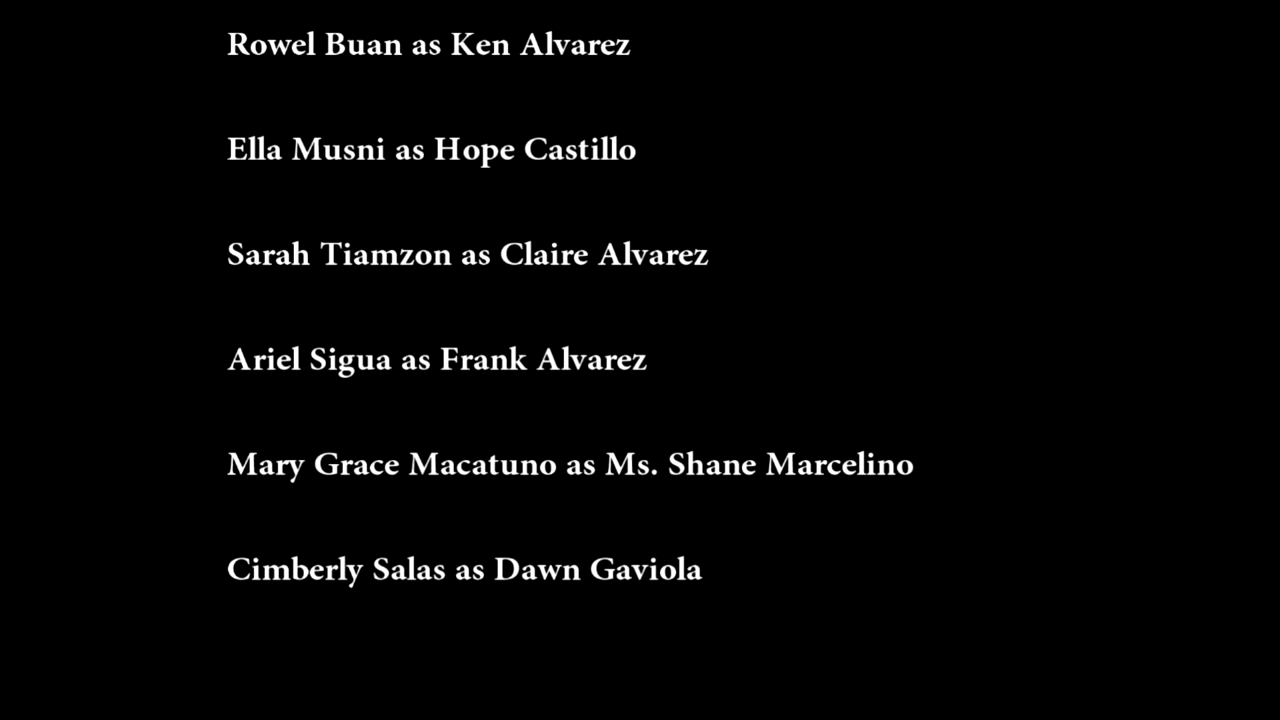 Rowel Buan as Ken Alvarez
Ella Musni as Hope Castillo
Sarah Tiamzon as Claire Alvarez
Ariel Sigua as Frank Alvarez
Mary Grace Macatuno as Ms. Shane Marcelino
Cimberly Salas as Dawn Gaviola